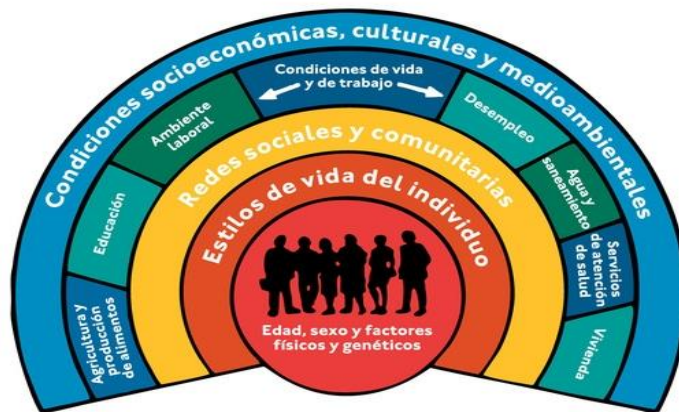 Condiciones socioeconómicas, culturales y medioambientales
Condiciones de vida
y de trabajo
Agricultura y
producción
de alimentos
Educación
Ambiente
laboral
Desempleo
Agua y
saneamiento
Servicios
de atención
de salud
Vivienda
Redes sociales y comunitarias
Estilos de vida del individuo
Edad, sexo y factores
físicos y genéticos